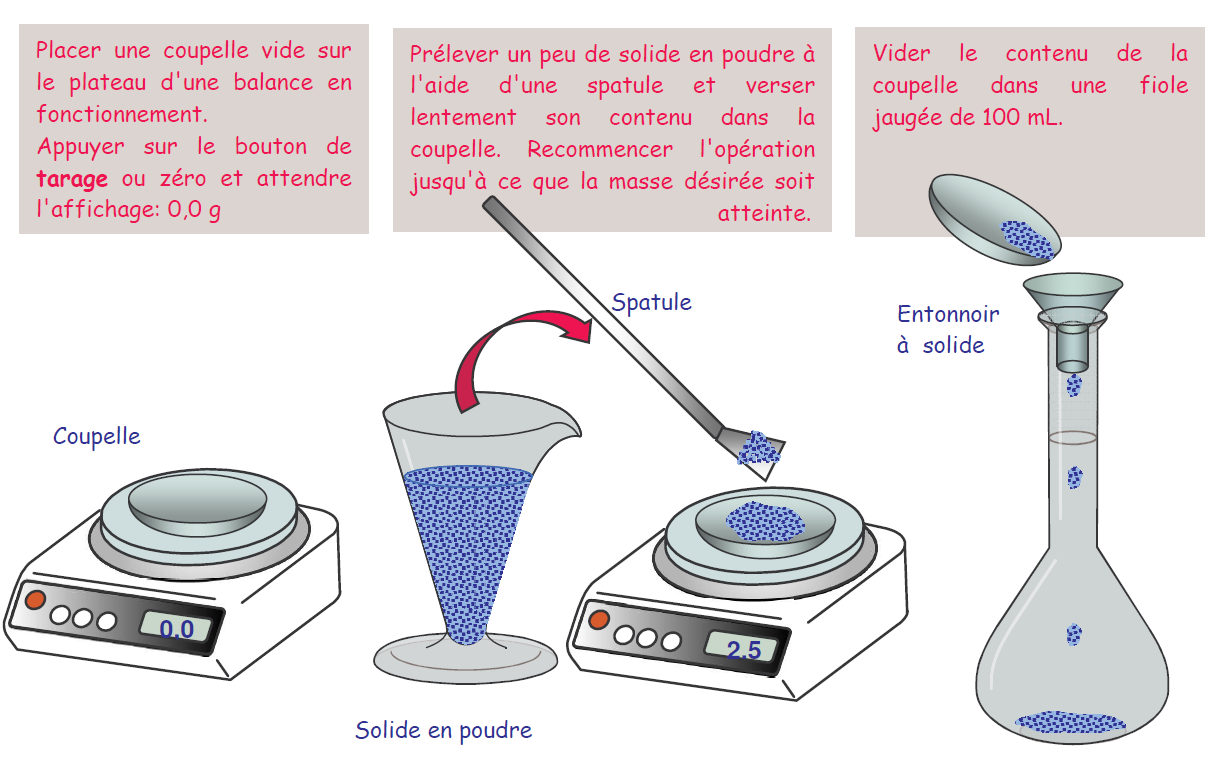 Placer une coupelle vide sur
le plateau d'une balance en
fonctionnement.
Appuyer sur le bouton de
tarage ou zéro et attendre
l'affichage: 0,0 g
Prélever un peu de solide en poudre à
l'aide d'une spatule et verser
lentement son contenu dans la
coupelle. Recommencer l'opération
jusqu'à ce que la masse désirée soit
atteinte.
Vider le contenu de la
coupelle dans une fiole
jaugée de 100 mL.
Spatule
Entonnoir
à solide
Coupelle
0.0
2.5
Solide en poudre